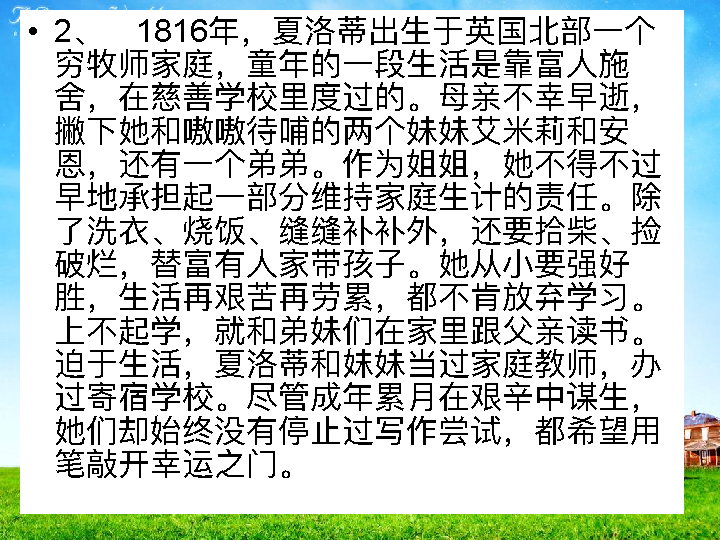 • 2、 1816年，夏洛蒂出生于英国北部一个
穷牧师家庭，童年的一段生活是靠富人施
舍，在慈善学校里度过的。母亲不幸早逝，
撇下她和嗷嗷待哺的两个妹妹艾米莉和安
恩，还有一个弟弟。作为姐姐，她不得不过
早地承担起一部分维持家庭生计的责任。除
了洗衣、烧饭、缝缝补补外，还要拾柴、捡
破烂，替富有人家带孩子。她从小要强好
胜，生活再艰苦再劳累，都不肯放弃学习。
上不起学，就和弟妹们在家里跟父亲读书。
迫于生活，夏洛蒂和妹妹当过家庭教师，办
过寄宿学校。尽管成年累月在艰辛中谋生，
她们却始终没有停止过写作尝试，都希望用
笔敲开幸运之门。